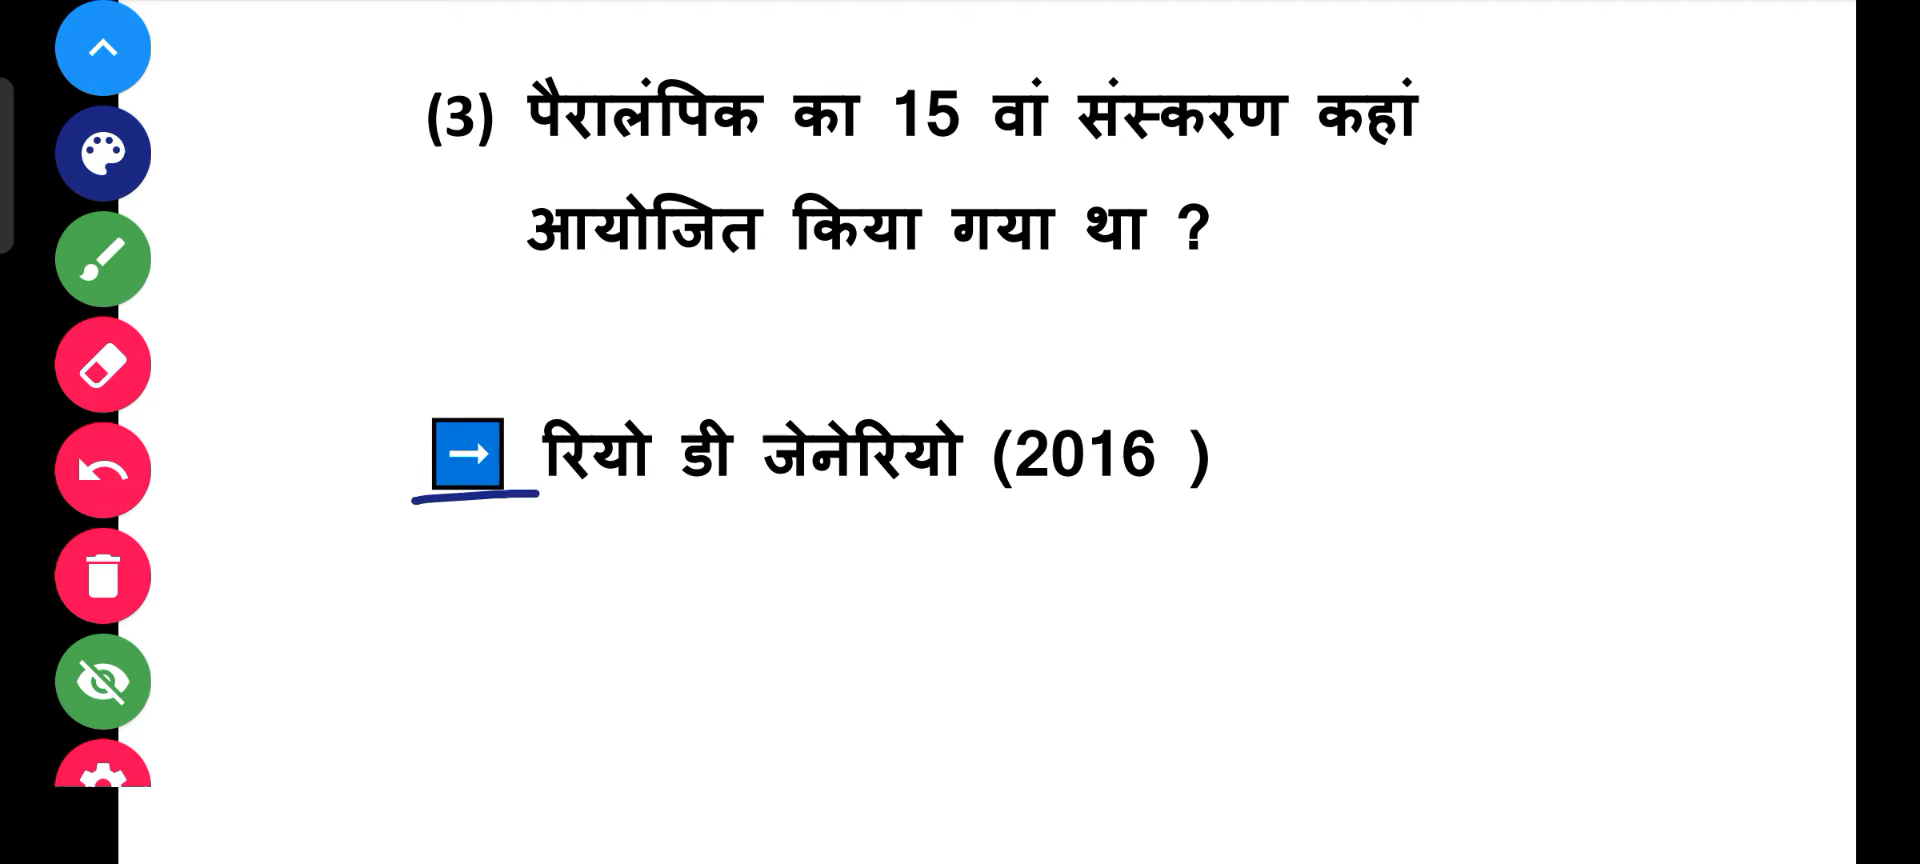 (3) पैरालंपिक का 15 वां संस्करण कहां
आयोजित किया गया था ?
→ रियो डी जेनेरियो (2016 )